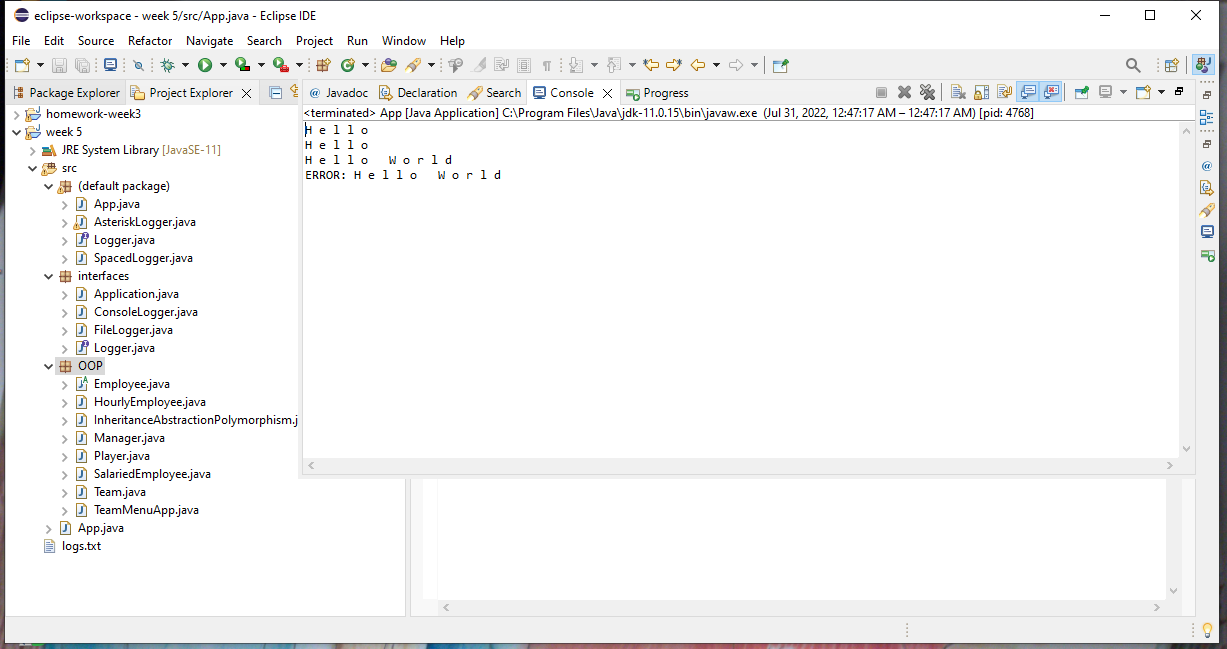 eclipse-workspace - week 5/src/App.java - Eclipse IDE
File Edit Source Refactor Navigate Search Project Run Window Help
Package Explorer Project Explorer
Javadoc Declaration Search Console Progress
homework-week3
week 5
JRE System Library [JavaSE-11]
src
(default package)
App.java
AsteriskLogger.java
Logger.java
SpacedLogger.java
interfaces
Application.java
ConsoleLogger.java
FileLogger.java
Logger.java
OOP
Employee.java
HourlyEmployee.java
InheritanceAbstractionPolymorphism.j
Manager.java
Player.java
SalariedEmployee.java
Team.java
TeamMenuApp.java
App.java
logs.txt
<terminated> App [Java Application] C:\Program Files\Java\jdk-11.0.15\bin\javaw.exe (Jul 31, 2022, 12:47:17 AM – 12:47:17 AM) [pid: 4768]
H e l l o
H e l l o
H e l l o   W o r l d
ERROR: H e l l o   W o r l d